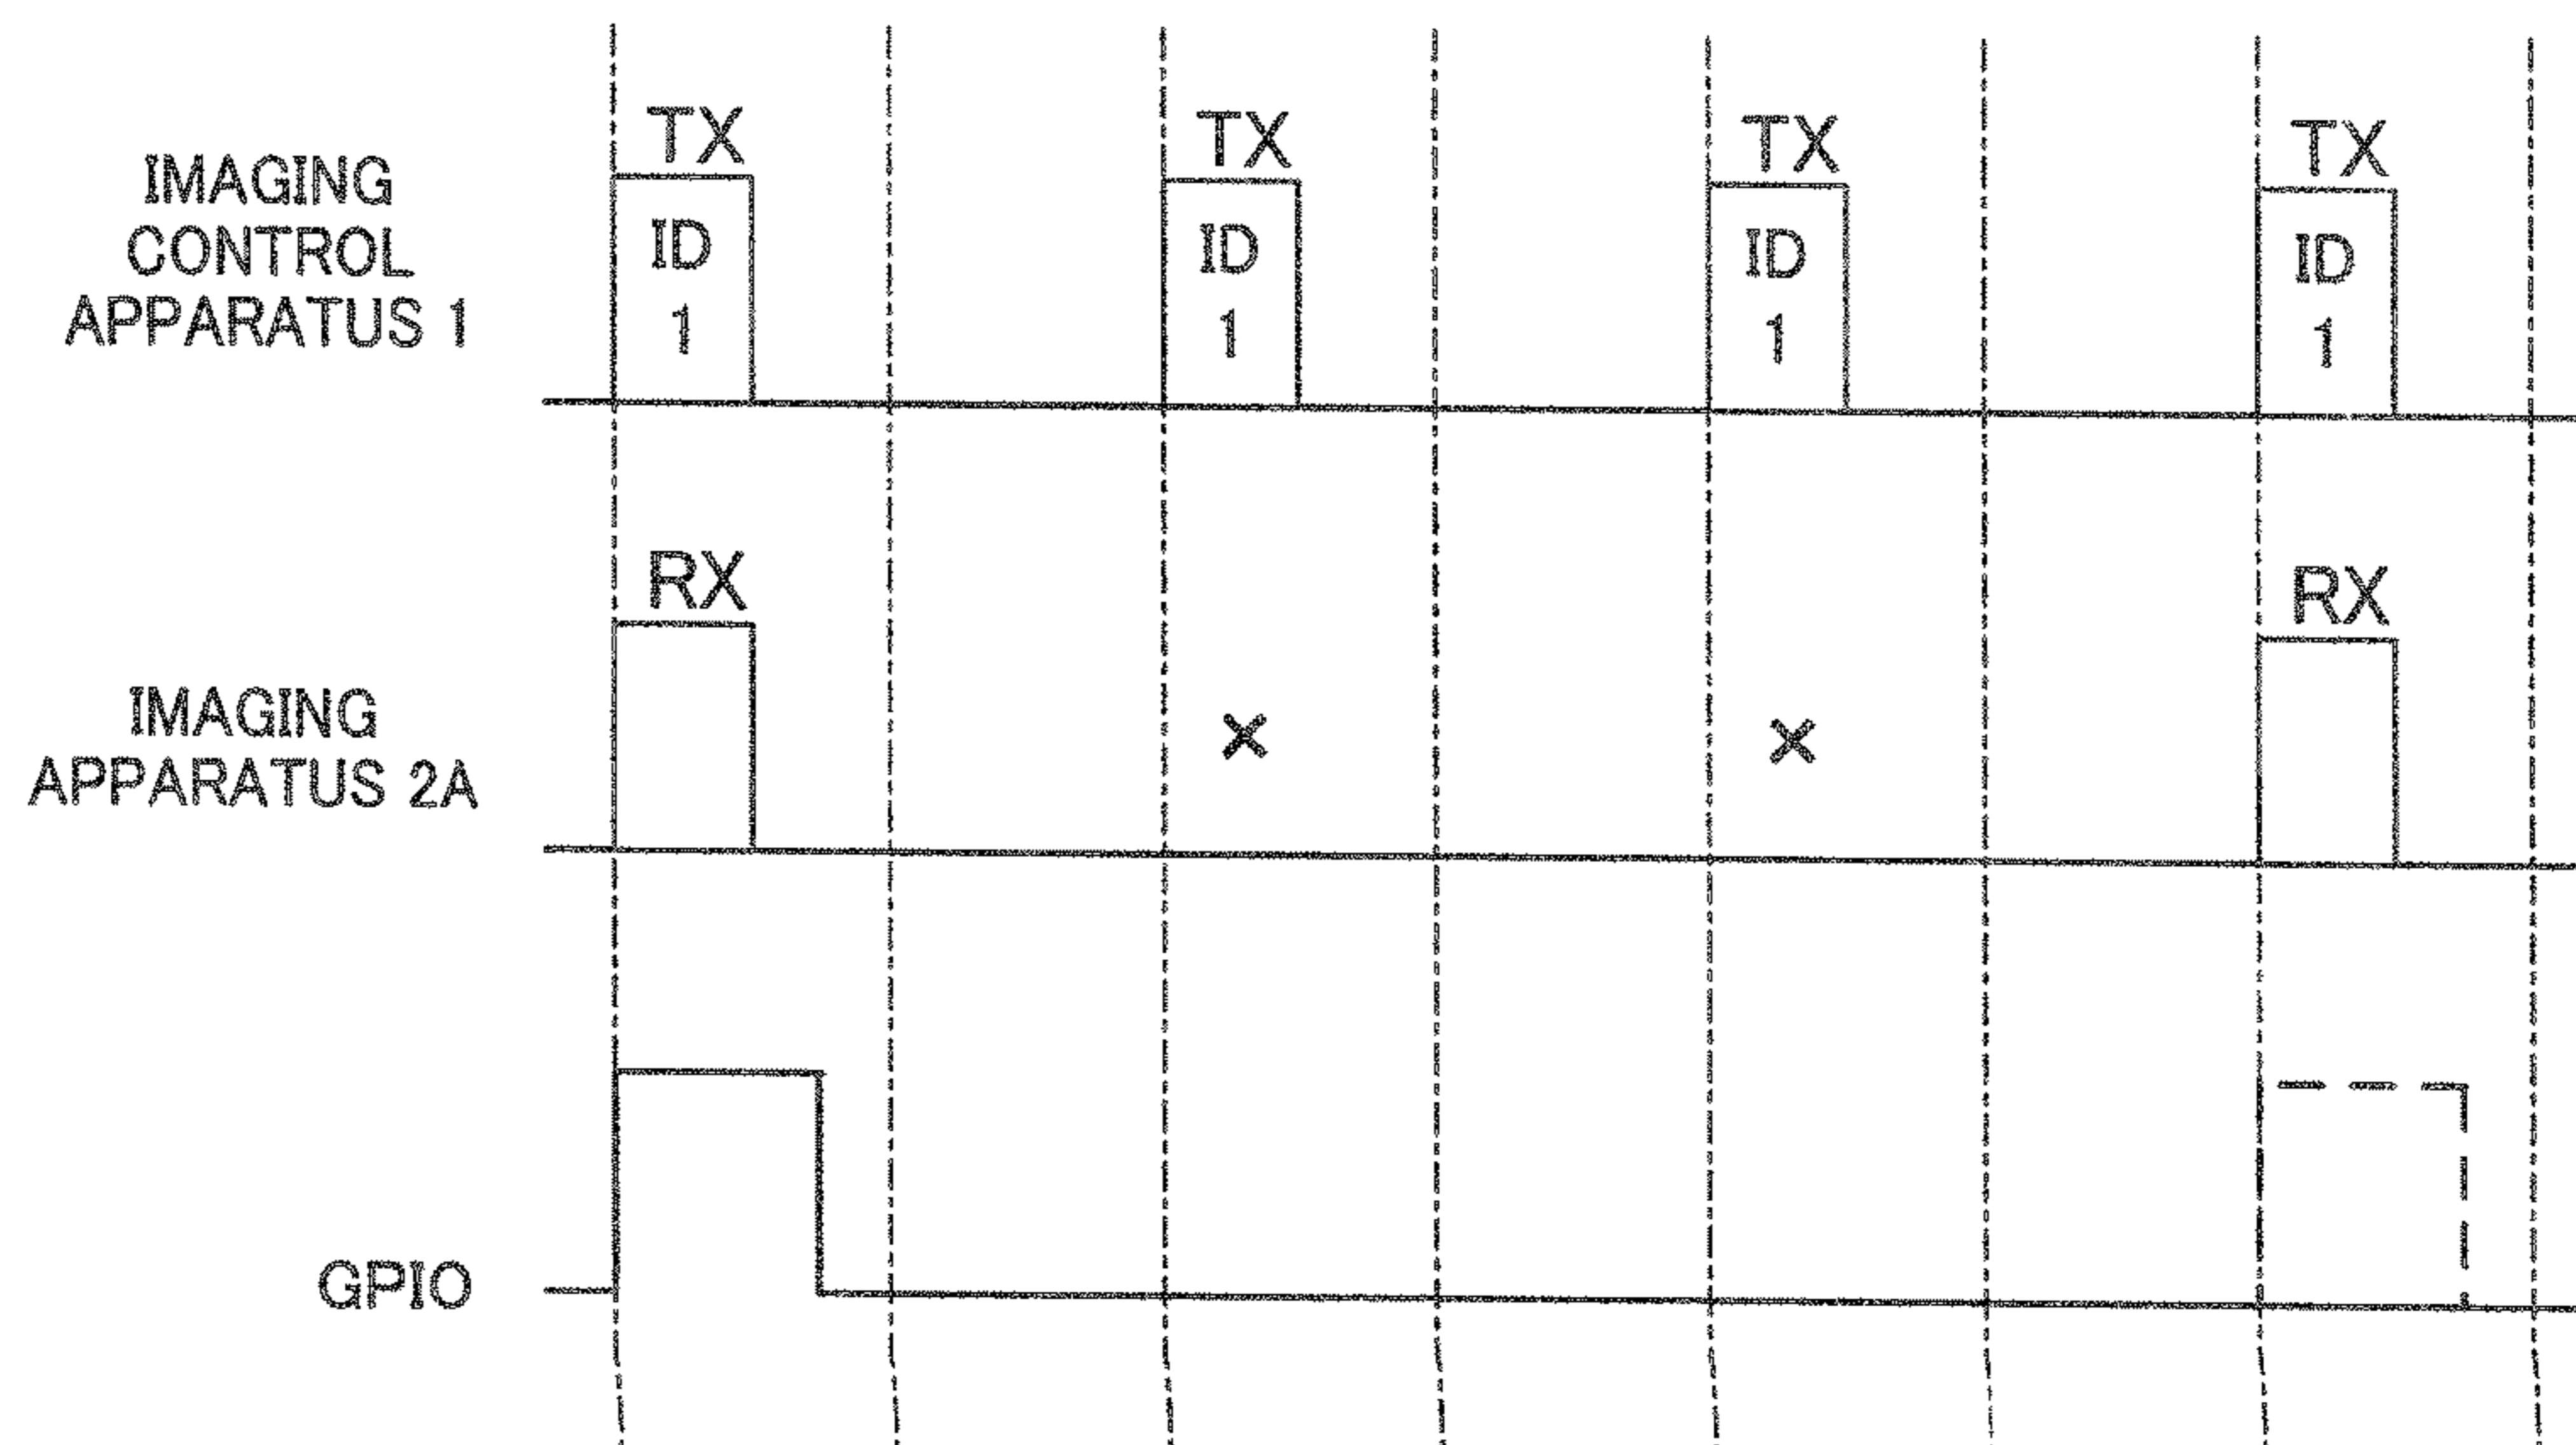 TX TX TX TX
IMAGING
CONTROL
APPARATUS 1
ID ID ID ID
1 1 1 1
RX RX
IMAGING
APPARATUS 2A
× ×
GPIO